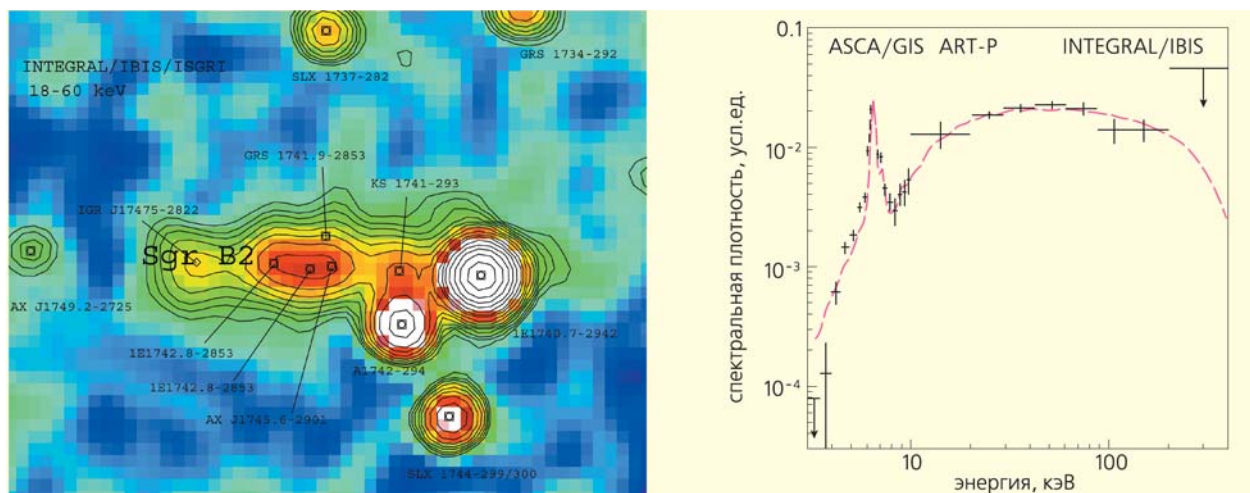 INTEGRAL/IBIS/ISGRI
18-60 keV
SLX 1737-282
GRS 1734-292
GRS 1741.9-2853
KS 1741-293
IGR J17475-2822
Sgr B2
AX J1749.2-2725
1E1740.7-2942
1E1742.8-2853
A1742-294
1E1742.8-2853
AX J1745.6-2901
SLX 1744-299/300
0.1
10⁻²
10⁻³
10⁻⁴
спектральная плотность, усл.ед.
ASCA/GIS ART-P INTEGRAL/IBIS
10 100
энергия, кэВ